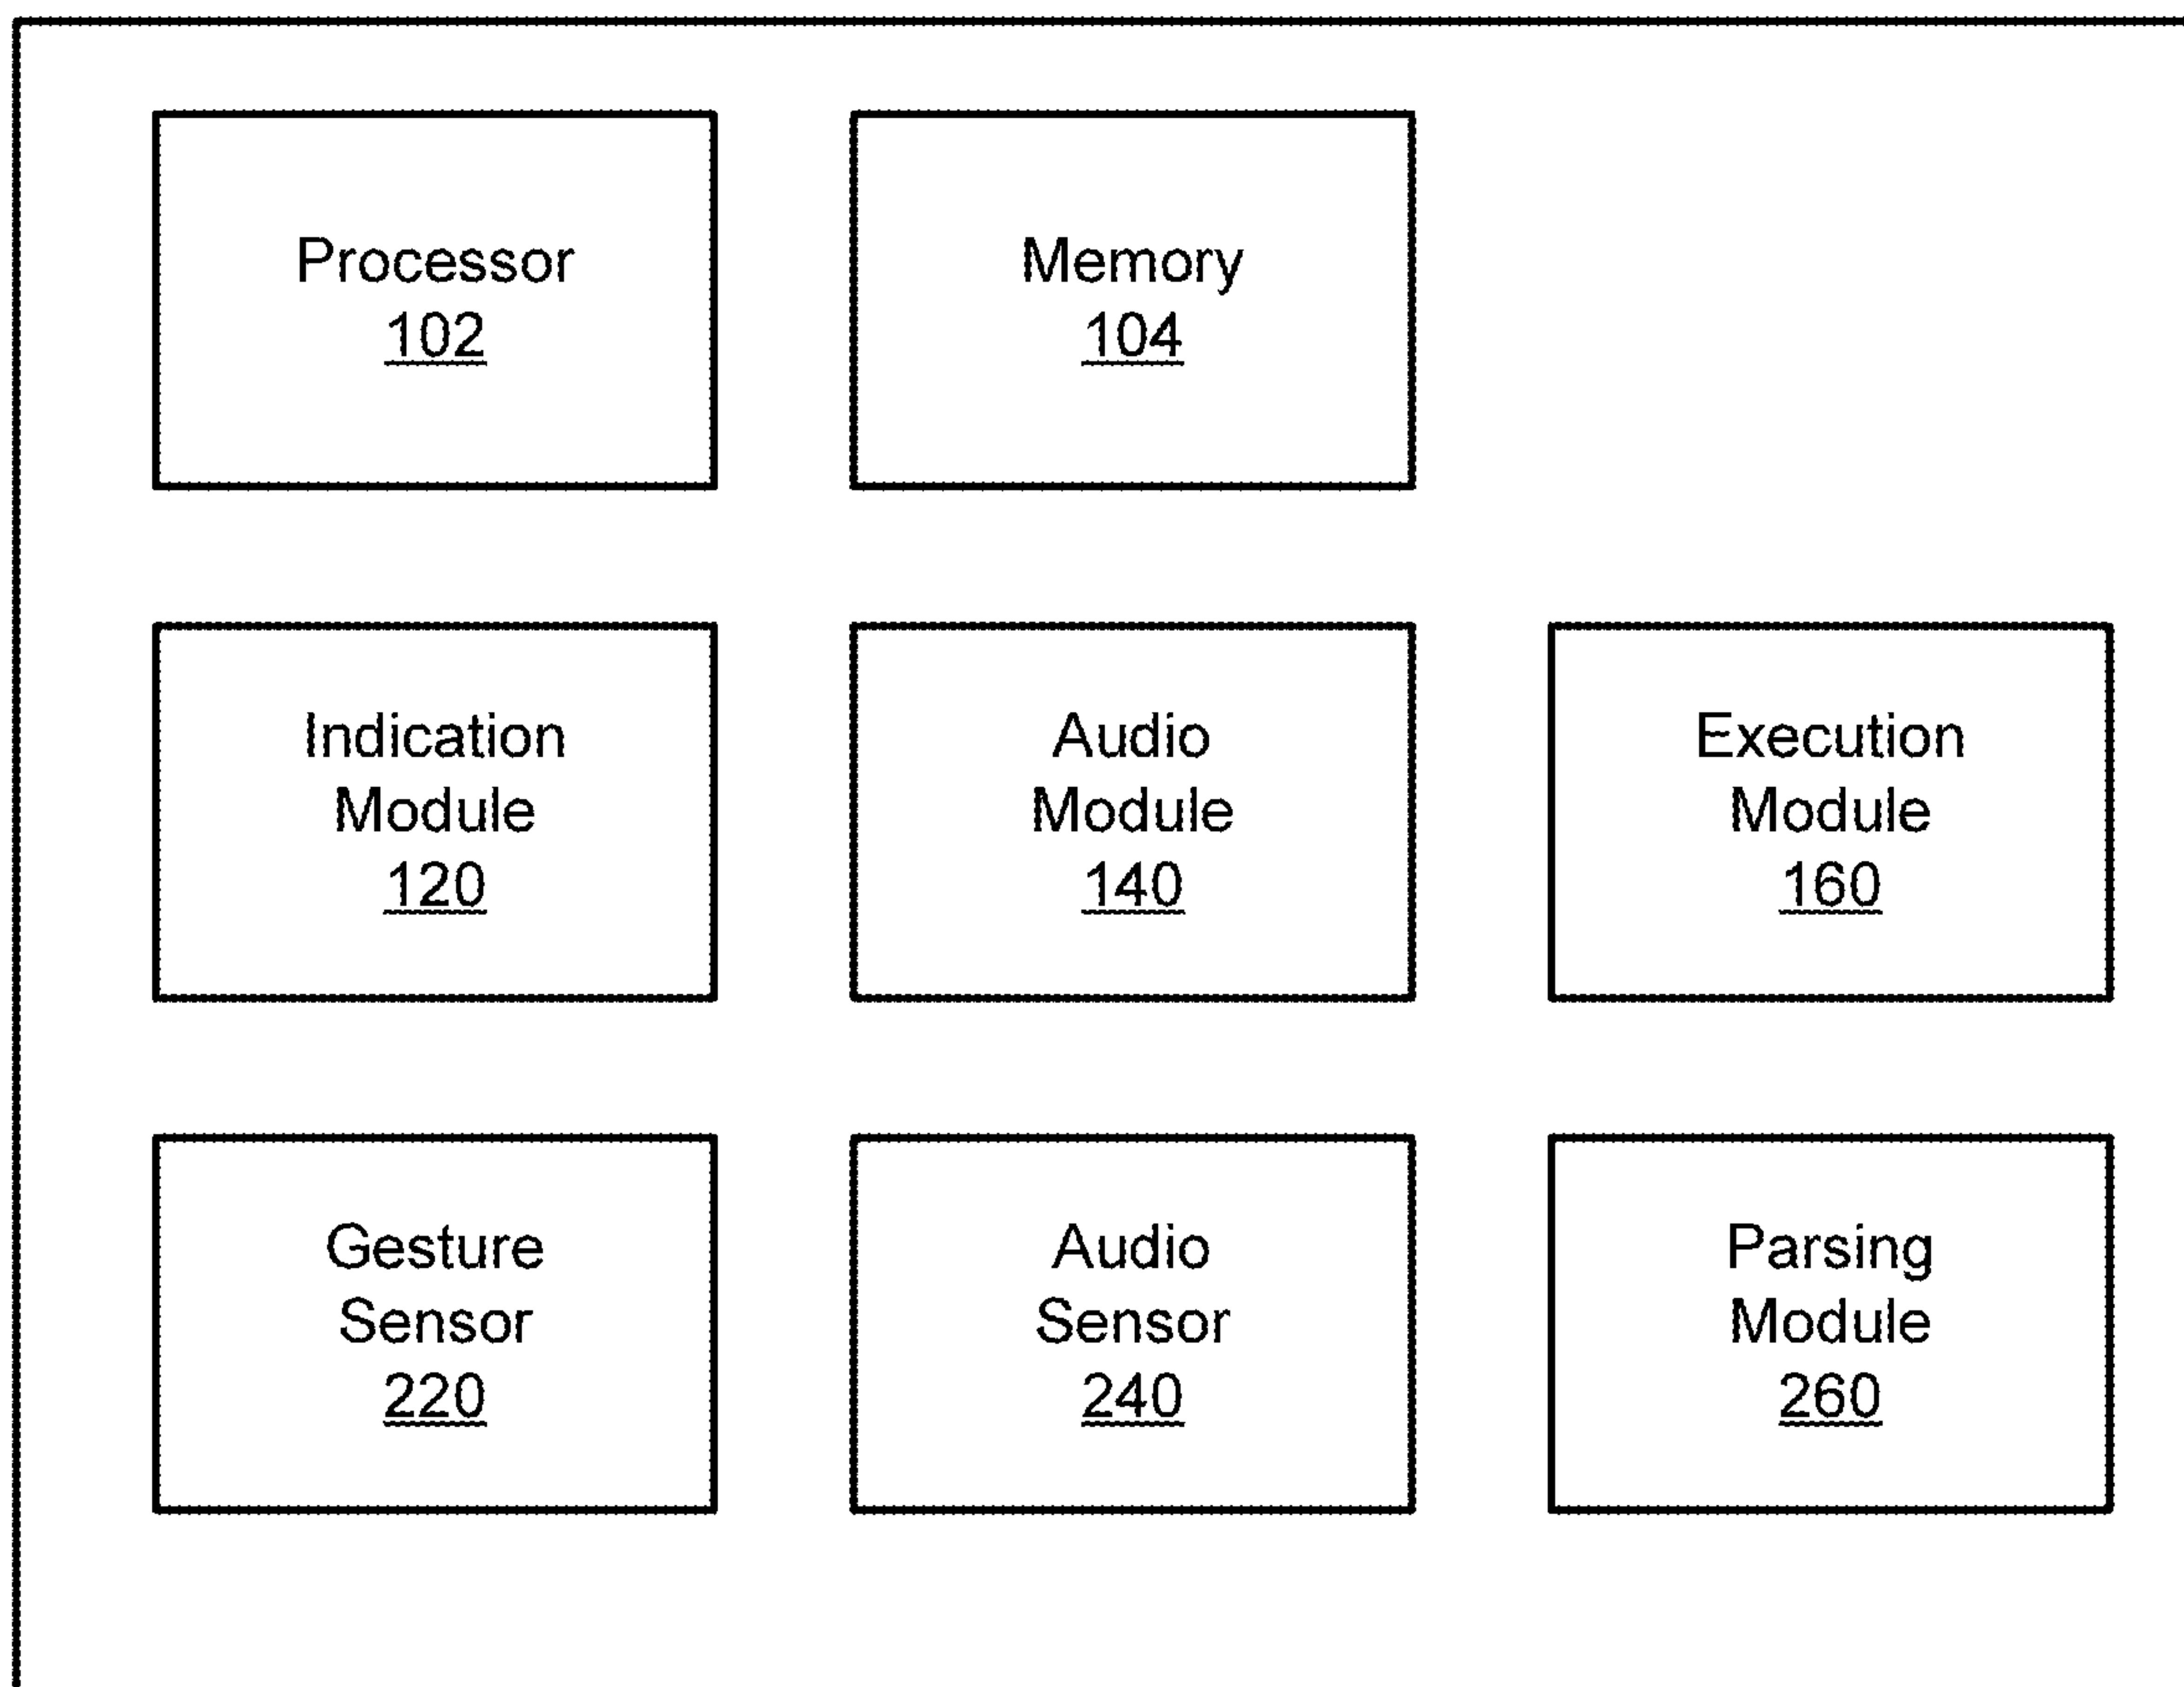 Processor
102
Memory
104
Indication
Module
120
Audio
Module
140
Execution
Module
160
Gesture
Sensor
220
Audio
Sensor
240
Parsing
Module
260